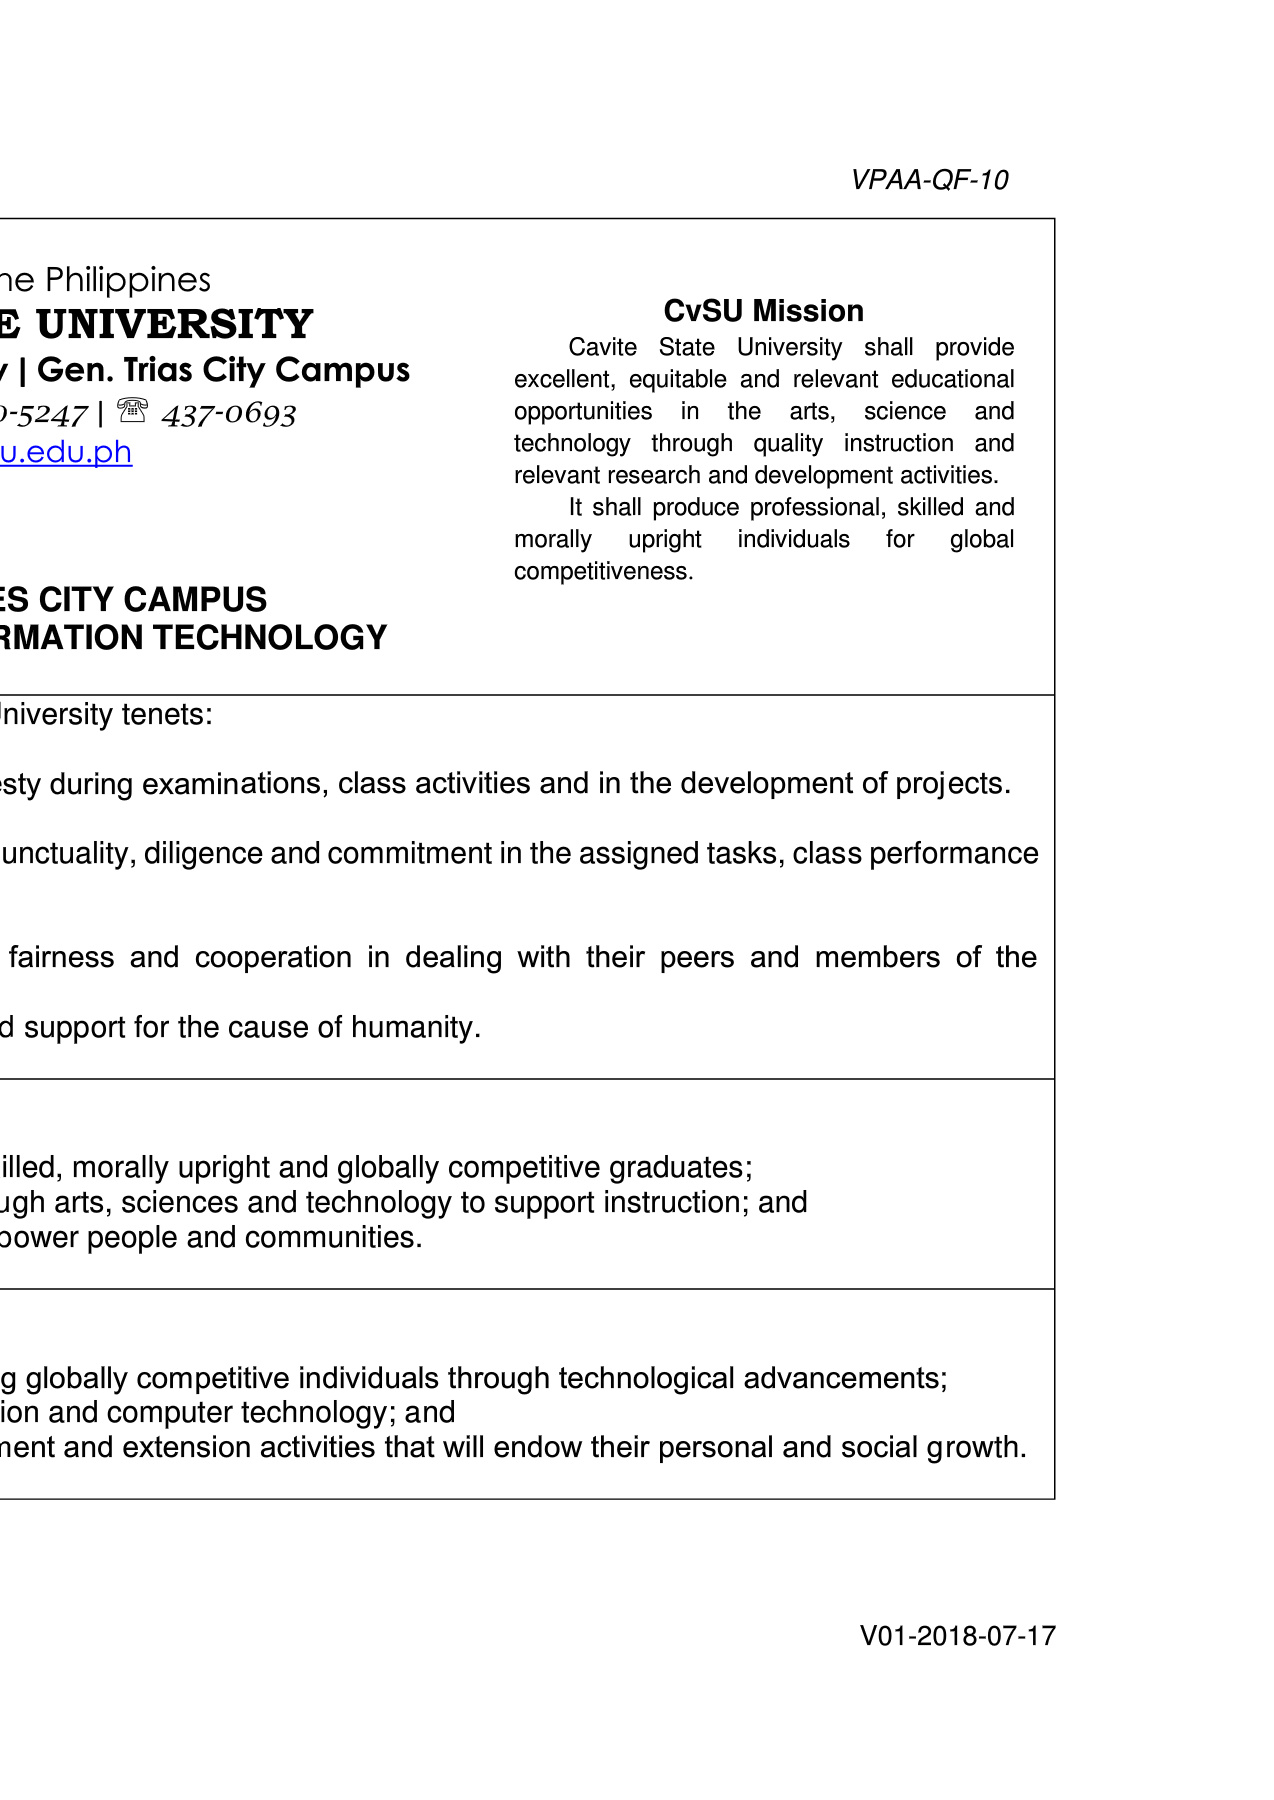 VPAA-QF-10
he Philippines
E UNIVERSITY
y | Gen. Trias City Campus
0-5247 | ☏ 437-0693
u.edu.ph
ES CITY CAMPUS
RMATION TECHNOLOGY
CvSU Mission
Cavite State University shall provide
excellent, equitable and relevant educational
opportunities in the arts, science and
technology through quality instruction and
relevant research and development activities.
It shall produce professional, skilled and
morally upright individuals for global
competitiveness.
University tenets:
esty during examinations, class activities and in the development of projects.
unctuality, diligence and commitment in the assigned tasks, class performance
fairness and cooperation in dealing with their peers and members of the
d support for the cause of humanity.
illed, morally upright and globally competitive graduates;
ugh arts, sciences and technology to support instruction; and
power people and communities.
g globally competitive individuals through technological advancements;
ion and computer technology; and
ment and extension activities that will endow their personal and social growth.
V01-2018-07-17